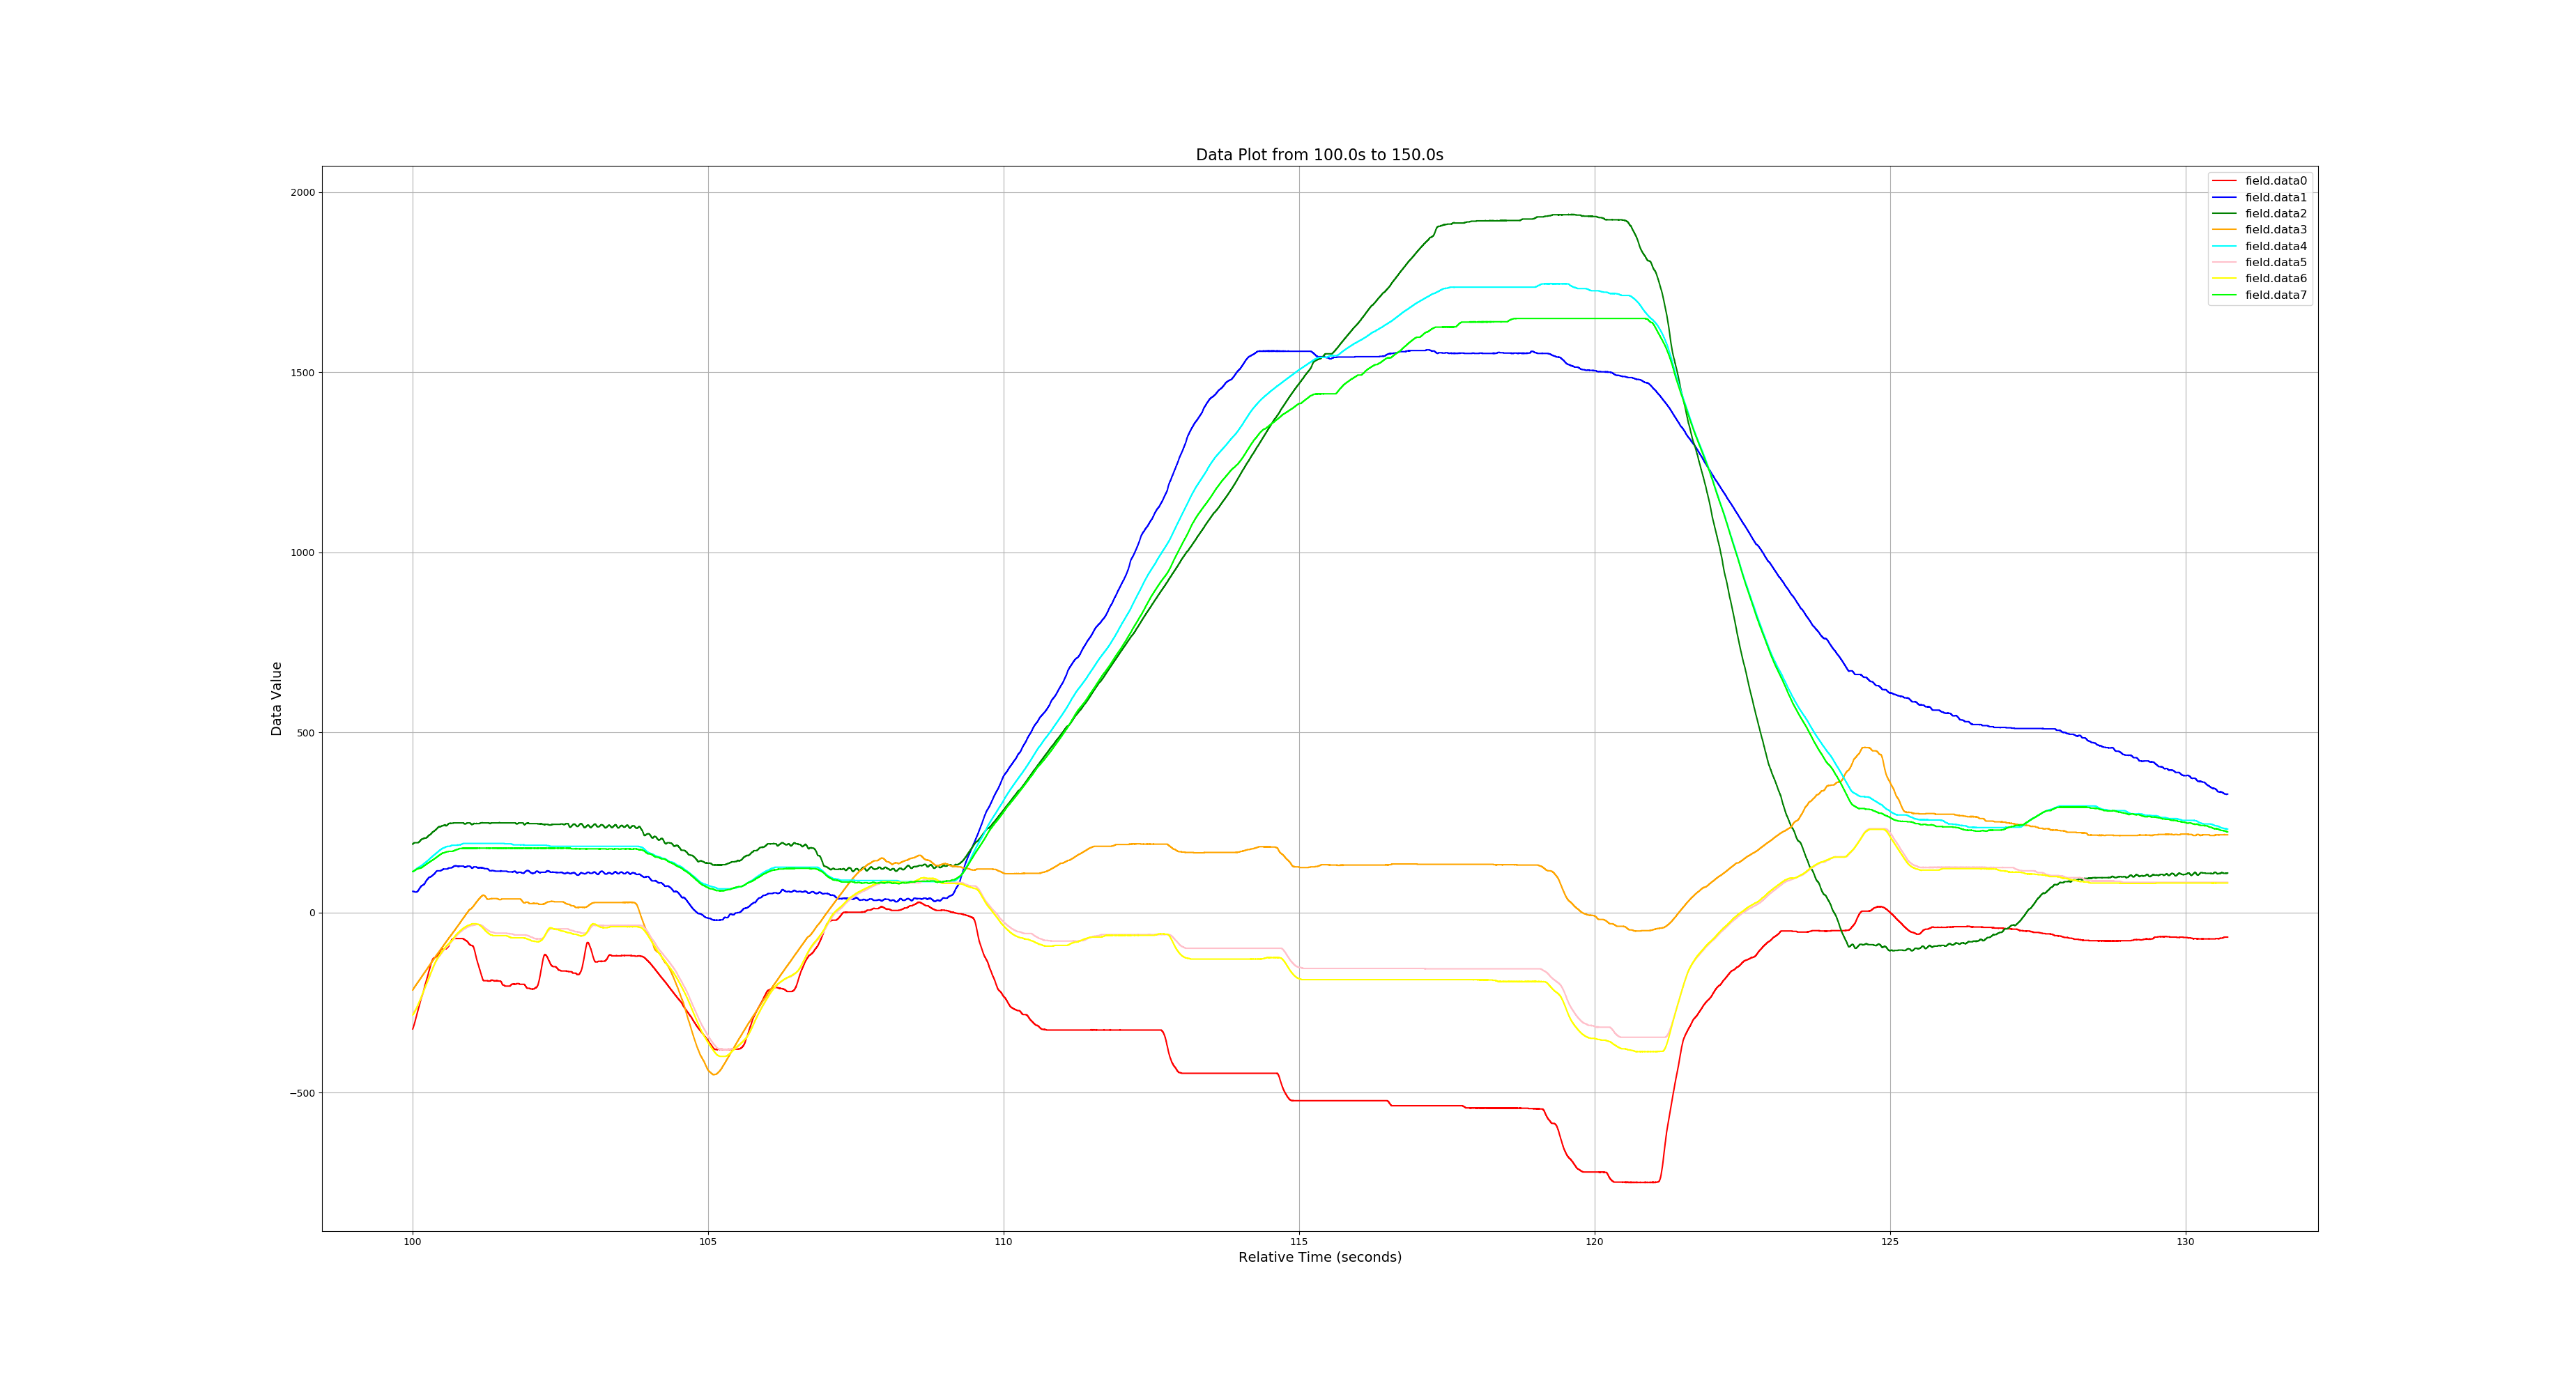 Data Plot from 100.0s to 150.0s
field.data0
field.data1
field.data2
field.data3
field.data4
field.data5
field.data6
field.data7
Data Value
2000
1500
1000
500
0
−500
100
105
110
115
120
125
130
Relative Time (seconds)